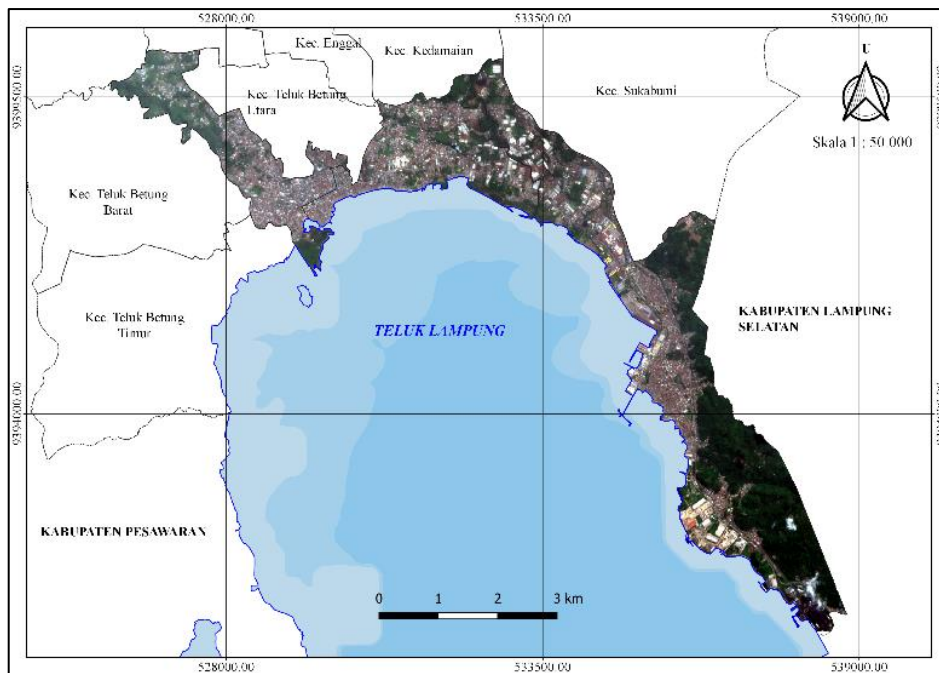 528000.00 533500.00 539000.00
Kec. Enggal
Kec. Kedamaian
U
Kec. Teluk Betung
Utara
Kec. Sukabumi
9399500.00
Skala 1 : 50 000
Kec. Teluk Betung
Barat
Kec. Teluk Betung
Timur
TELUK LAMPUNG
KABUPATEN LAMPUNG
SELATAN
9394000.00
KABUPATEN PESAWARAN
0 1 2 3 km
528000.00 533500.00 539000.00